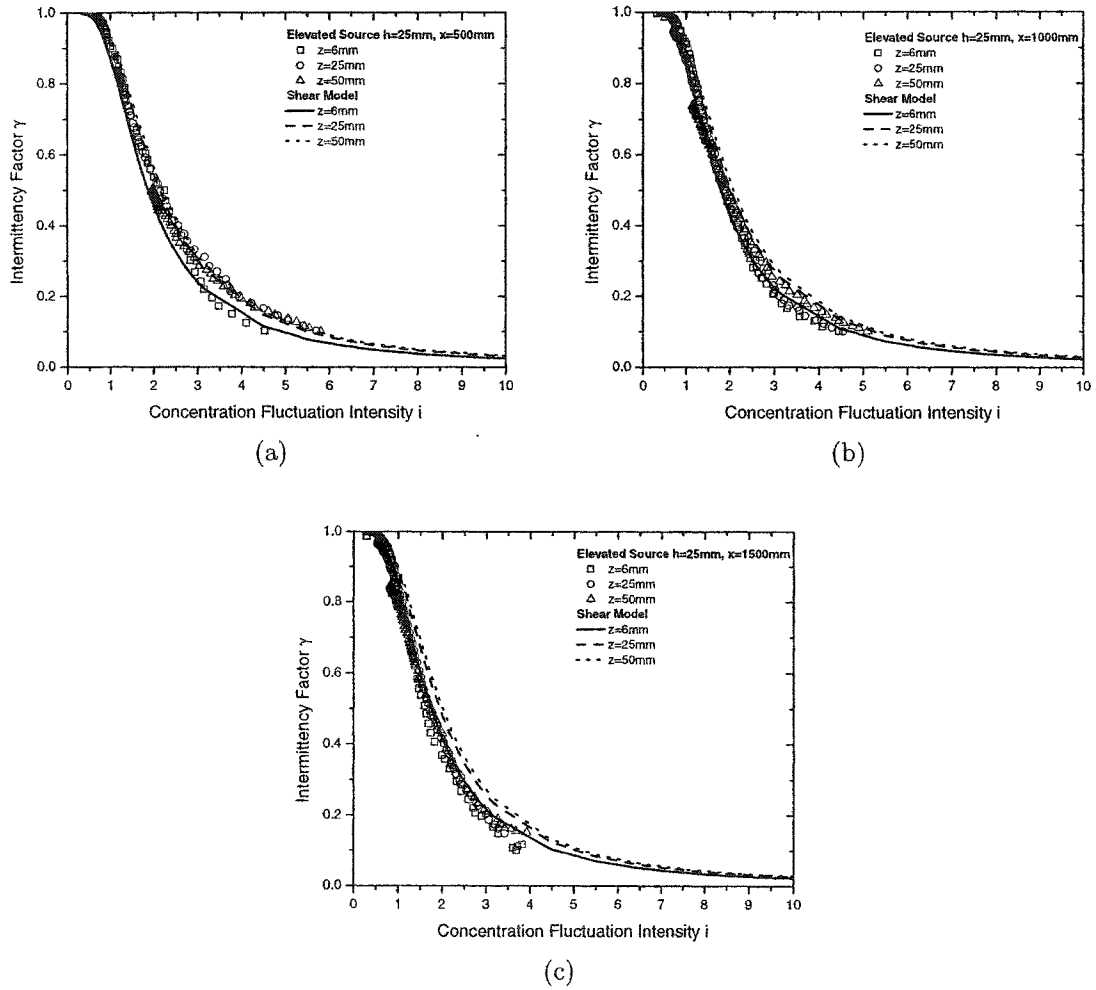 Elevated Source h=25mm, x=500mm
z=6mm
z=25mm
z=50mm
Shear Model
z=6mm
z=25mm
z=50mm
Intermittency Factor γ
1.0
0.8
0.6
0.4
0.2
0.0
0 1 2 3 4 5 6 7 8 9 10
Concentration Fluctuation Intensity i
(a)
Elevated Source h=25mm, x=1000mm
z=6mm
z=25mm
z=50mm
Shear Model
z=6mm
z=25mm
z=50mm
Intermittency Factor γ
1.0
0.8
0.6
0.4
0.2
0.0
0 1 2 3 4 5 6 7 8 9 10
Concentration Fluctuation Intensity i
(b)
Elevated Source h=25mm, x=1500mm
z=6mm
z=25mm
z=50mm
Shear Model
z=6mm
z=25mm
z=50mm
Intermittency Factor γ
1.0
0.8
0.6
0.4
0.2
0.0
0 1 2 3 4 5 6 7 8 9 10
Concentration Fluctuation Intensity i
(c)